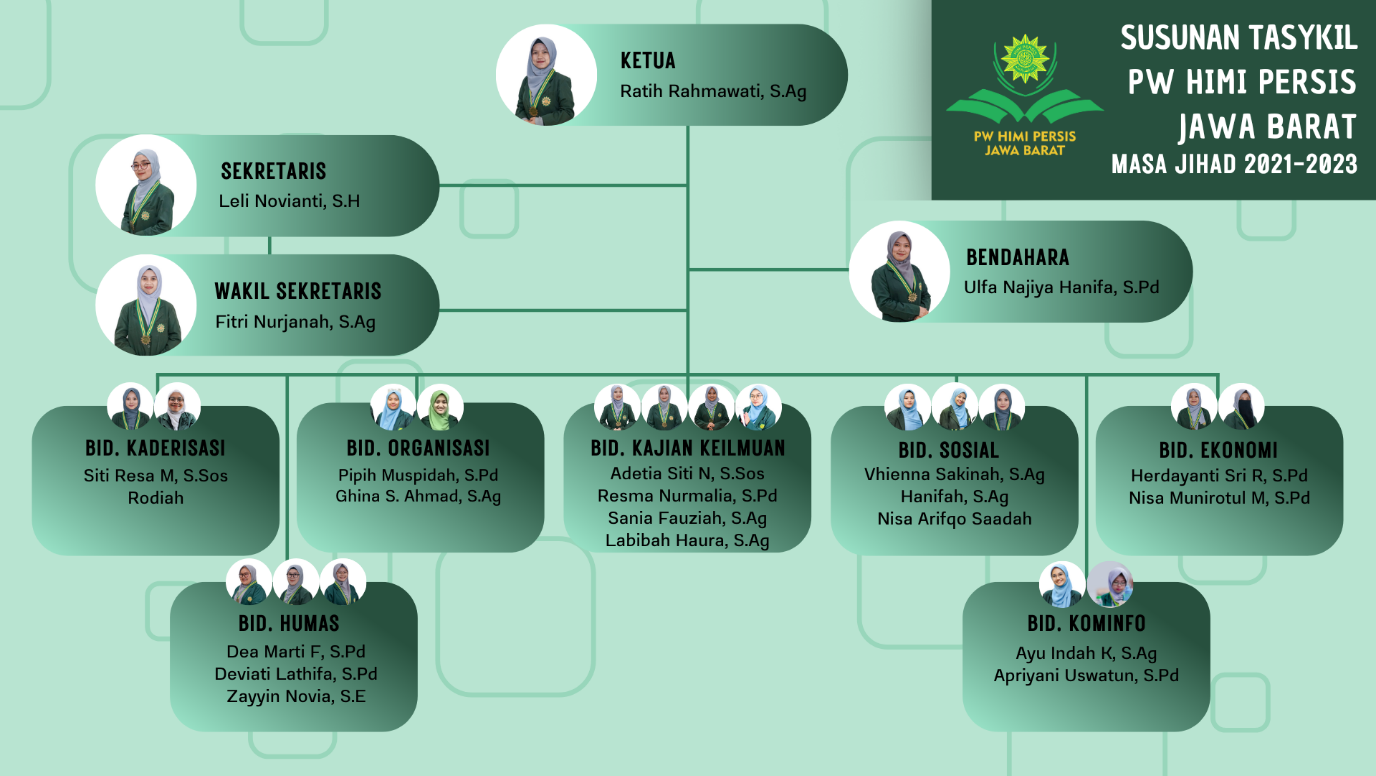 SUSUNAN TASYKIL
PW HIMI PERSIS
JAWA BARAT
MASA JIHAD 2021-2023
PW HIMI PERSIS
JAWA BARAT
KETUA
Ratih Rahmawati, S.Ag
SEKRETARIS
Leli Novianti, S.H
WAKIL SEKRETARIS
Fitri Nurjanah, S.Ag
BENDAHARA
Ulfa Najiya Hanifa, S.Pd
BID. KADERISASI
Siti Resa M, S.Sos
Rodiah
BID. ORGANISASI
Pipih Muspidah, S.Pd
Ghina S. Ahmad, S.Ag
BID. KAJIAN KEILMUAN
Adetia Siti N, S.Sos
Resma Nurmalia, S.Pd
Sania Fauziah, S.Ag
Labibah Haura, S.Ag
BID. SOSIAL
Vhienna Sakinah, S.Ag
Hanifah, S.Ag
Nisa Arifqo Saadah
BID. EKONOMI
Herdayanti Sri R, S.Pd
Nisa Munirotul M, S.Pd
BID. HUMAS
Dea Marti F, S.Pd
Deviati Lathifa, S.Pd
Zayyin Novia, S.E
BID. KOMINFO
Ayu Indah K, S.Ag
Apriyani Uswatun, S.Pd